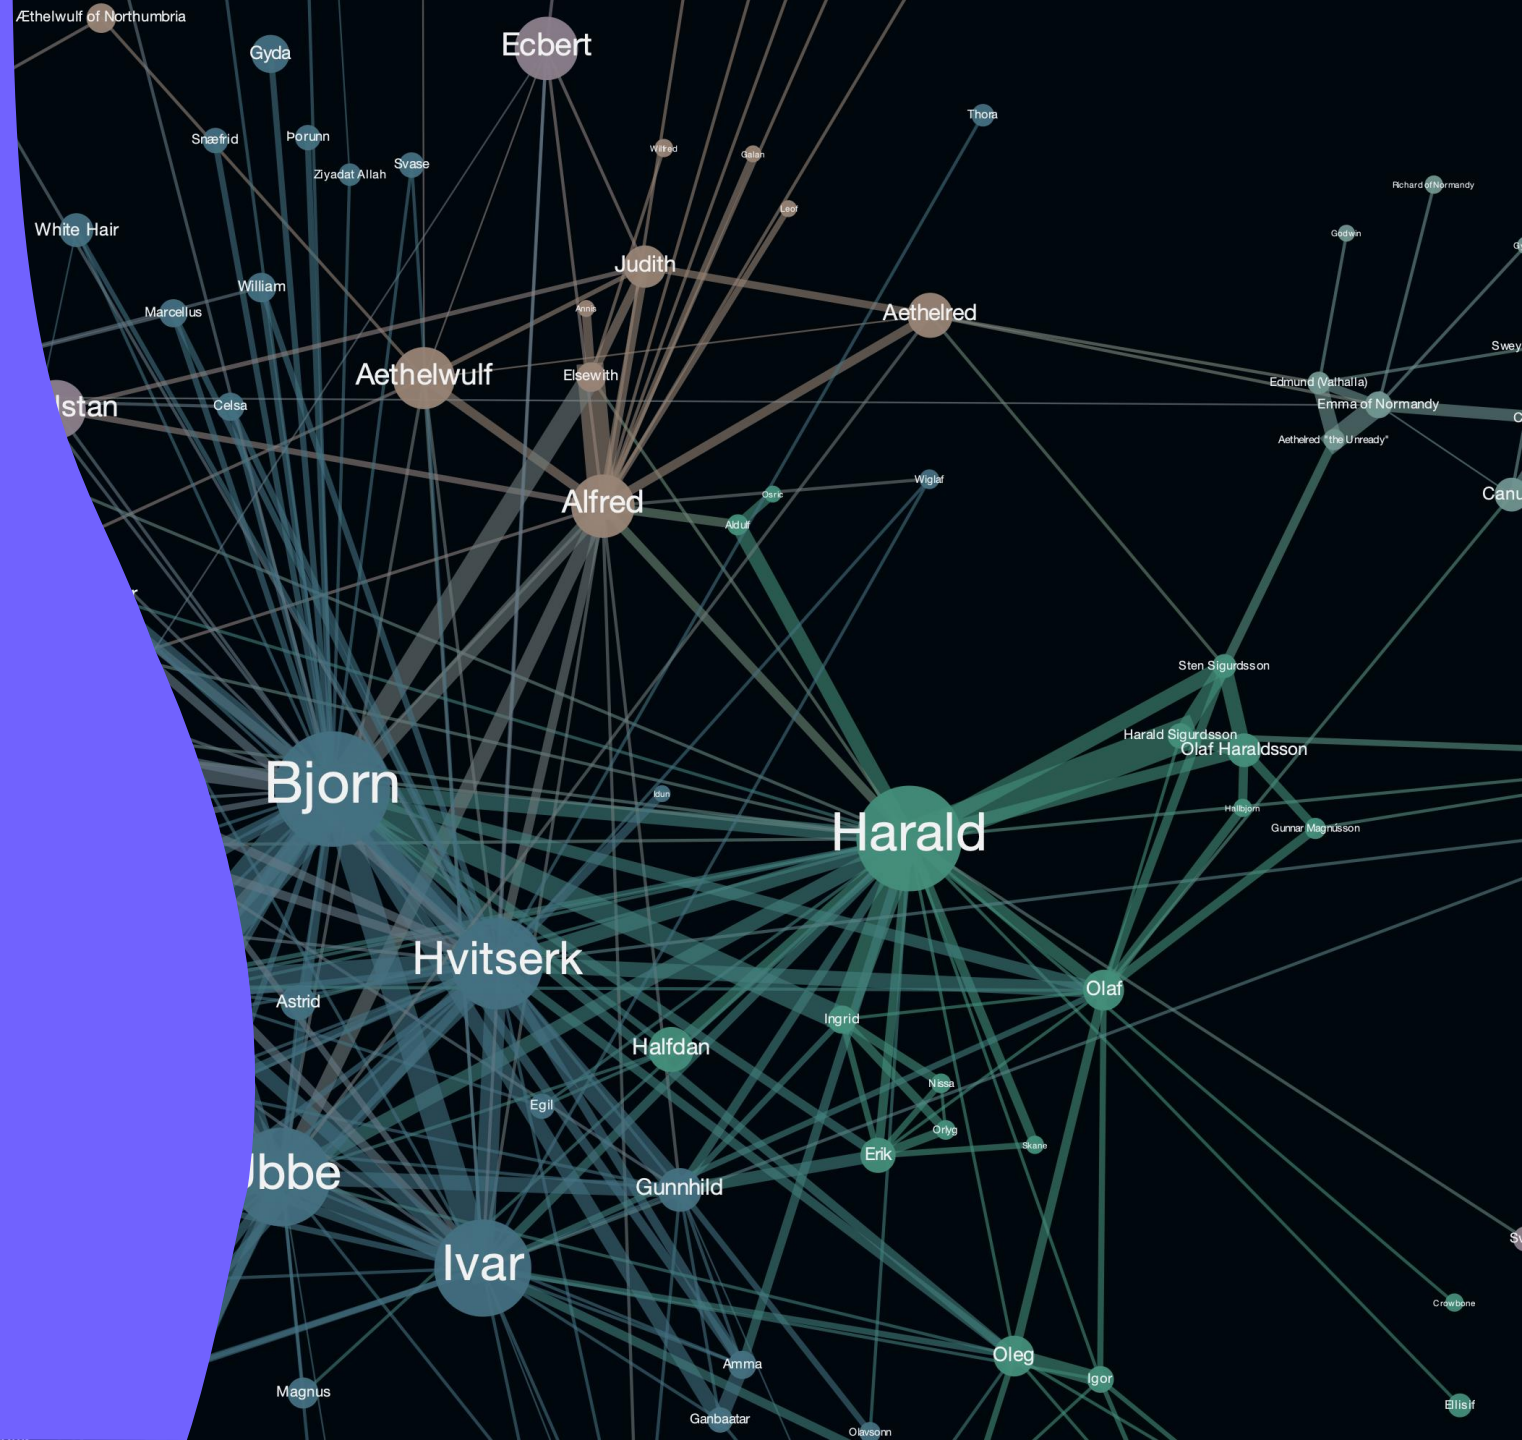 Æthelwulf of Northumbria
Ecbert
Gyda
Thora
Snæfrid
Þorunn
Wilfred
Galan
Svase
Ziyadat Allah
Richard of Normandy
Leof
White Hair
Godwin
Judith
William
Annis
Marcellus
Aethelred
Swey
Aethelwulf
Elsewith
Edmund (Valhalla)
lstan
Celsa
Emma of Normandy
C
Aethelred "the Unready"
Wiglaf
Osric
Canu
Alfred
Aldulf
r
Sten Sigurdsson
Harald Sigurdsson
Olaf Haraldsson
Bjorn
Idun
Hallbjorn
Harald
Gunnar Magnússon
Hvitserk
Olaf
Astrid
Ingrid
Halfdan
Nissa
Egil
Orlyg
Skane
Erik
Ubbe
Gunnhild
Sv
Ivar
Crowbone
Oleg
Amma
Igor
Magnus
Ellisif
Ganbaatar
Olavsonn